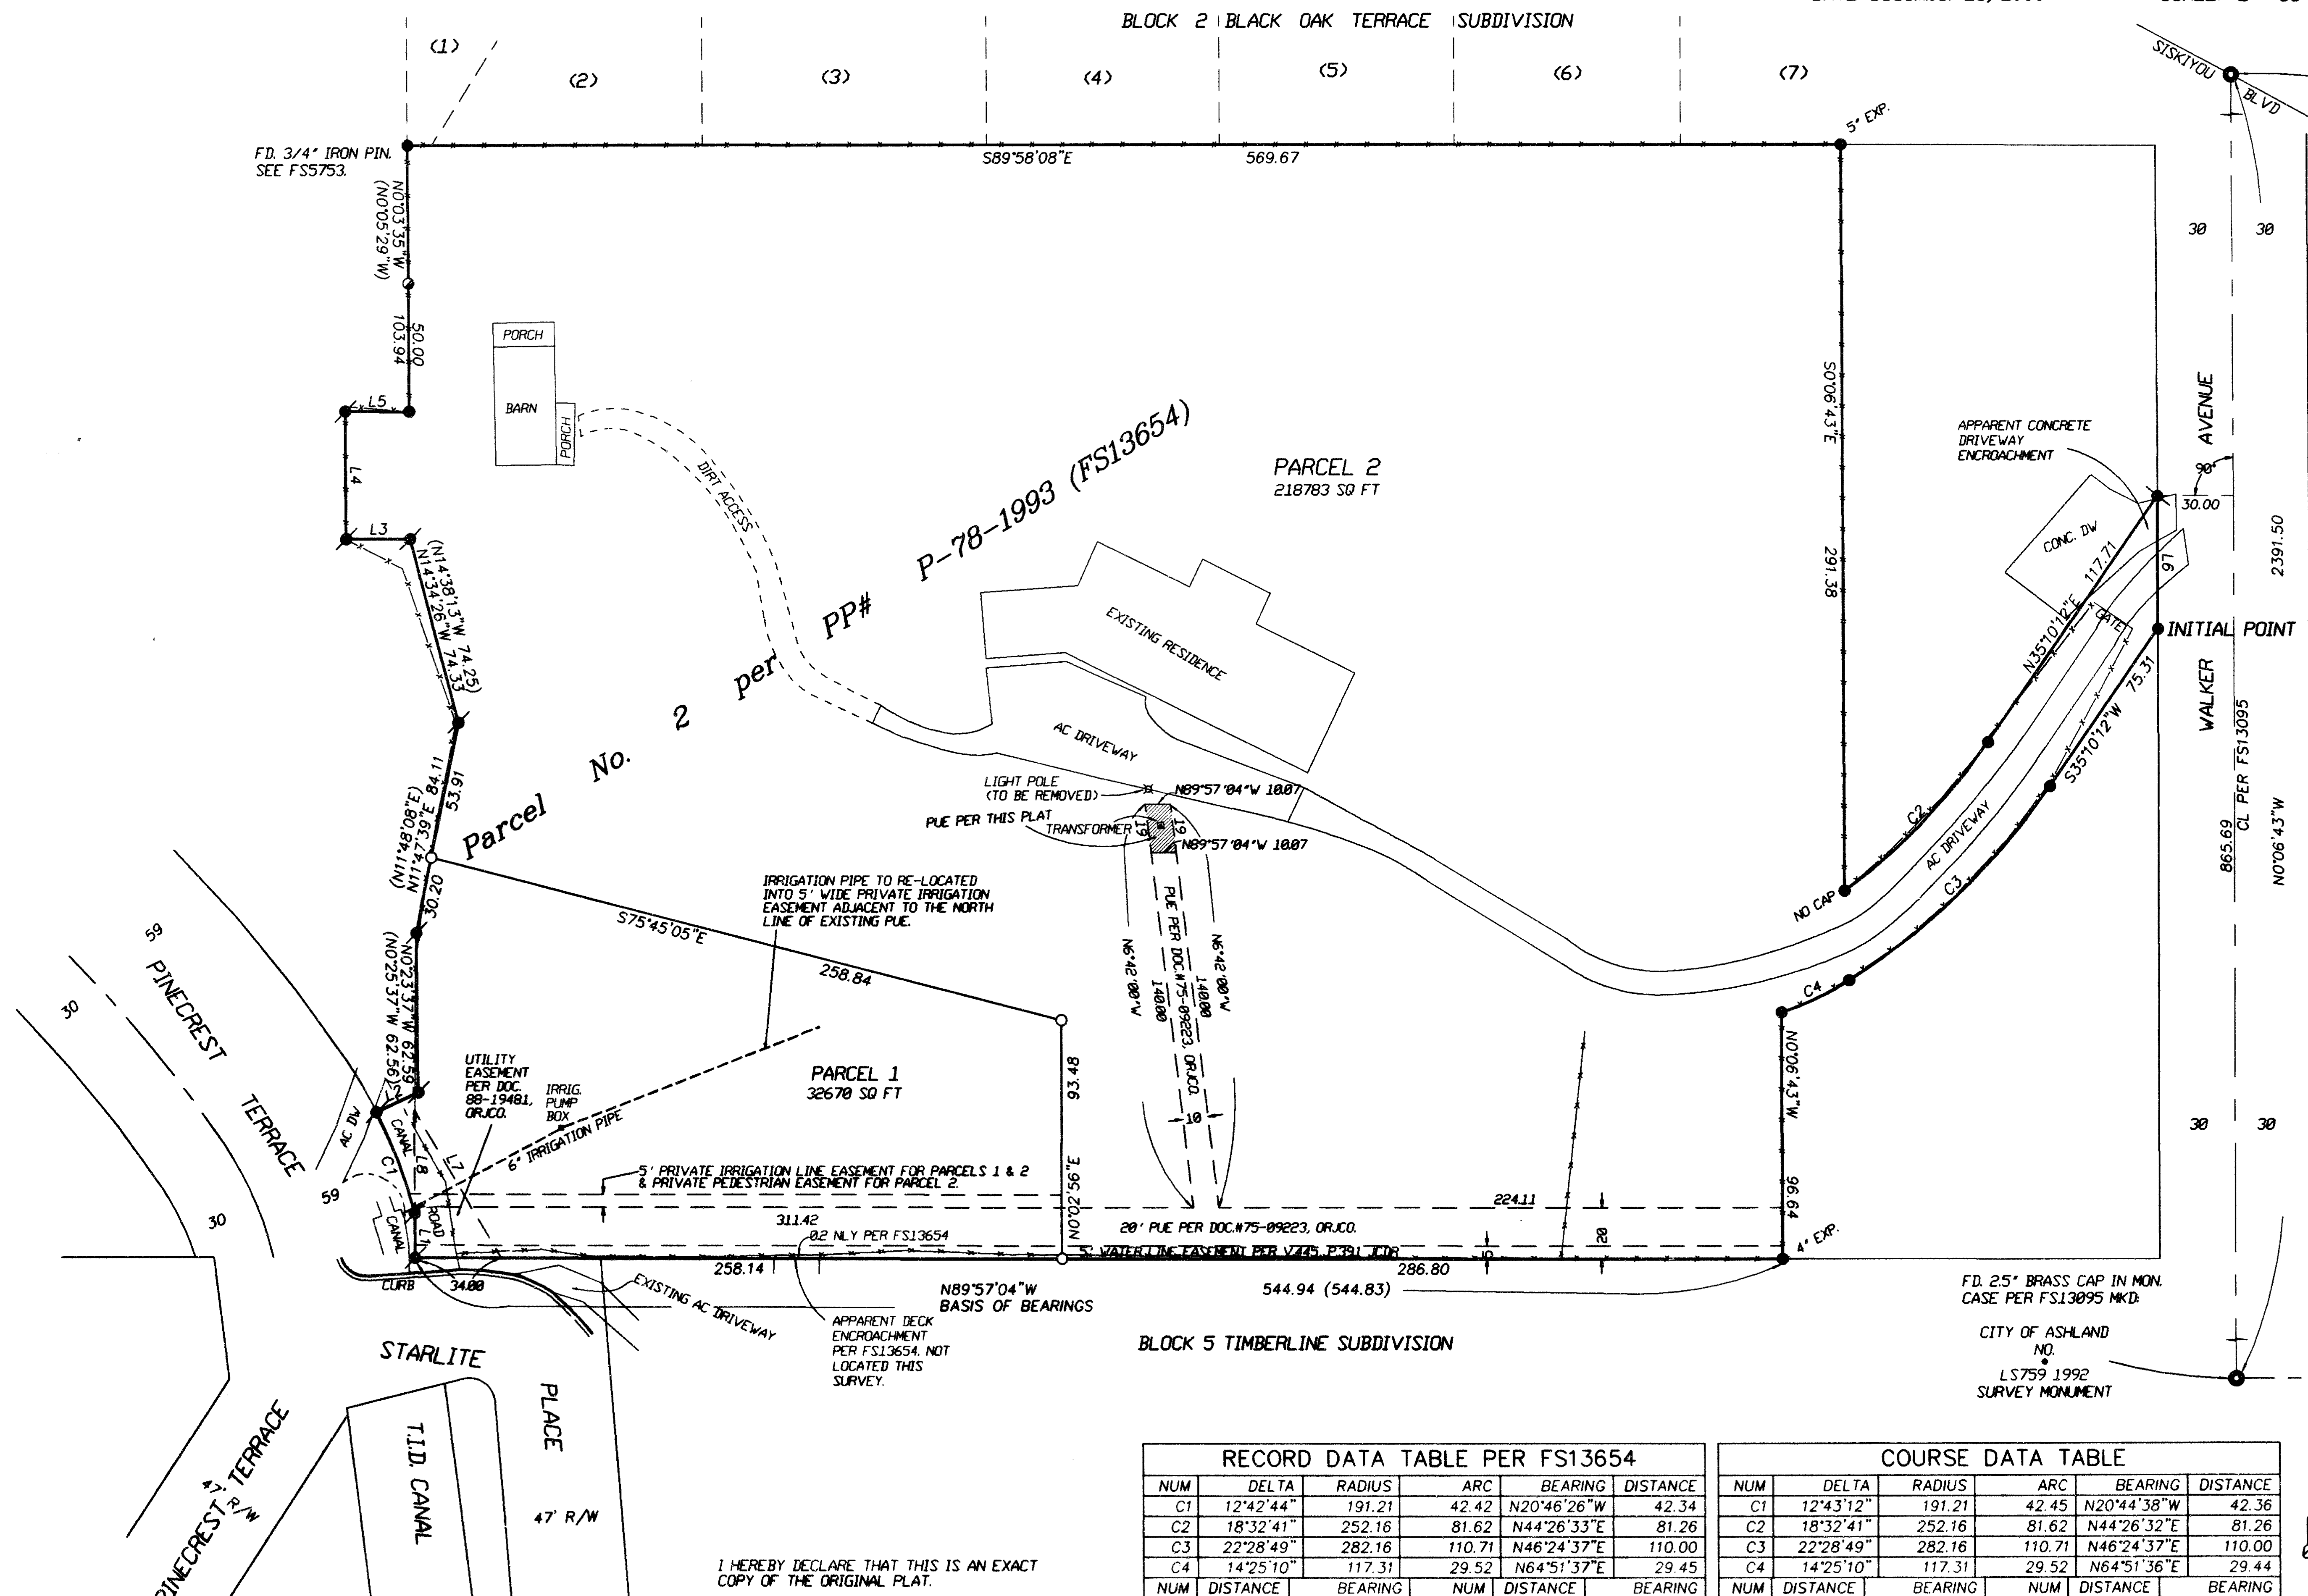 BLOCK 2 BLACK OAK TERRACE SUBDIVISION
(1)
(2)
(3)
(4)
(5)
(6)
(7)
SISKIYOU
BLVD
5" EXP.
FD. 3/4" IRON PIN.
SEE FS5753.
S89°58'08"E
569.67
N0°03'35"W
(N0°05'29"W)
50.00
103.94
30
30
PORCH
BARN
PORCH
DIRT ACCESS
L5
L4
L3
(N14°38'13"W 74.25)
N14°34'26"W 74.33
PARCEL 2
218783 SQ FT
Parcel No. 2 per PP# P-78-1993 (FS13654)
S0°06'43"E
291.38
APPARENT CONCRETE
DRIVEWAY
ENCROACHMENT
WALKER AVENUE
90°
30.00
2391.50
CONC. DW
117.71
N35°10'12"E
L6
GATE
INITIAL POINT
75.31
S35°10'12"W
865.69
CL PER FS13095
N0°06'43"W
EXISTING RESIDENCE
AC DRIVEWAY
LIGHT POLE
(TO BE REMOVED)
N89°57'04"W 10.07
PUE PER THIS PLAT
TRANSFORMER
19
19
N89°57'04"W 10.07
(N11°48'08"E)
N11°47'39"E 84.11
53.91
30.20
C2
AC DRIVEWAY
C3
NO CAP
C4
IRRIGATION PIPE TO RE-LOCATED
INTO 5' WIDE PRIVATE IRRIGATION
EASEMENT ADJACENT TO THE NORTH
LINE OF EXISTING PUE.
S75°45'05"E
258.84
N6°42'00"W
140.00
PUE PER DOC.#75-09223, ORJCO.
N6°42'00"W
140.00
10
59
PINECREST TERRACE
30
30
59
N0°23'37"W 62.59
(N0°25'37"W 62.56)
L2
UTILITY
EASEMENT
PER DOC.
88-19481,
ORJCO.
IRRIG.
PUMP
BOX
6" IRRIGATION PIPE
PARCEL 1
32670 SQ FT
93.48
N0°02'56"E
N0°06'43"W
96.64
30
30
AC DW
CANAL
C1
L8
L7
ROAD
L1
CANAL
5' PRIVATE IRRIGATION LINE EASEMENT FOR PARCELS 1 & 2
& PRIVATE PEDESTRIAN EASEMENT FOR PARCEL 2.
311.42
224.11
20' PUE PER DOC.#75-09223, ORJCO.
20
0.2 NLY PER FS13654
5' WATER LINE EASEMENT PER V.445, P.391 JCDR
5
4" EXP.
CURB
34.00
258.14
286.80
EXISTING AC DRIVEWAY
N89°57'04"W
BASIS OF BEARINGS
544.94 (544.83)
FD. 2.5" BRASS CAP IN MON.
CASE PER FS13095 MKD:
CITY OF ASHLAND
NO.
LS759 1992
SURVEY MONUMENT
APPARENT DECK
ENCROACHMENT
PER FS13654. NOT
LOCATED THIS
SURVEY.
BLOCK 5 TIMBERLINE SUBDIVISION
STARLITE
PLACE
47' R/W
T.I.D. CANAL
PINECREST TERRACE
47' R/W
I HEREBY DECLARE THAT THIS IS AN EXACT
COPY OF THE ORIGINAL PLAT.
RECORD DATA TABLE PER FS13654
NUM DELTA RADIUS ARC BEARING DISTANCE
C1 12°42'44" 191.21 42.42 N20°46'26"W 42.34
C2 18°32'41" 252.16 81.62 N44°26'33"E 81.26
C3 22°28'49" 282.16 110.71 N46°24'37"E 110.00
C4 14°25'10" 117.31 29.52 N64°51'37"E 29.45
NUM DISTANCE BEARING NUM DISTANCE BEARING
COURSE DATA TABLE
NUM DELTA RADIUS ARC BEARING DISTANCE
C1 12°43'12" 191.21 42.45 N20°44'38"W 42.36
C2 18°32'41" 252.16 81.62 N44°26'32"E 81.26
C3 22°28'49" 282.16 110.71 N46°24'37"E 110.00
C4 14°25'10" 117.31 29.52 N64°51'36"E 29.44
NUM DISTANCE BEARING NUM DISTANCE BEARING